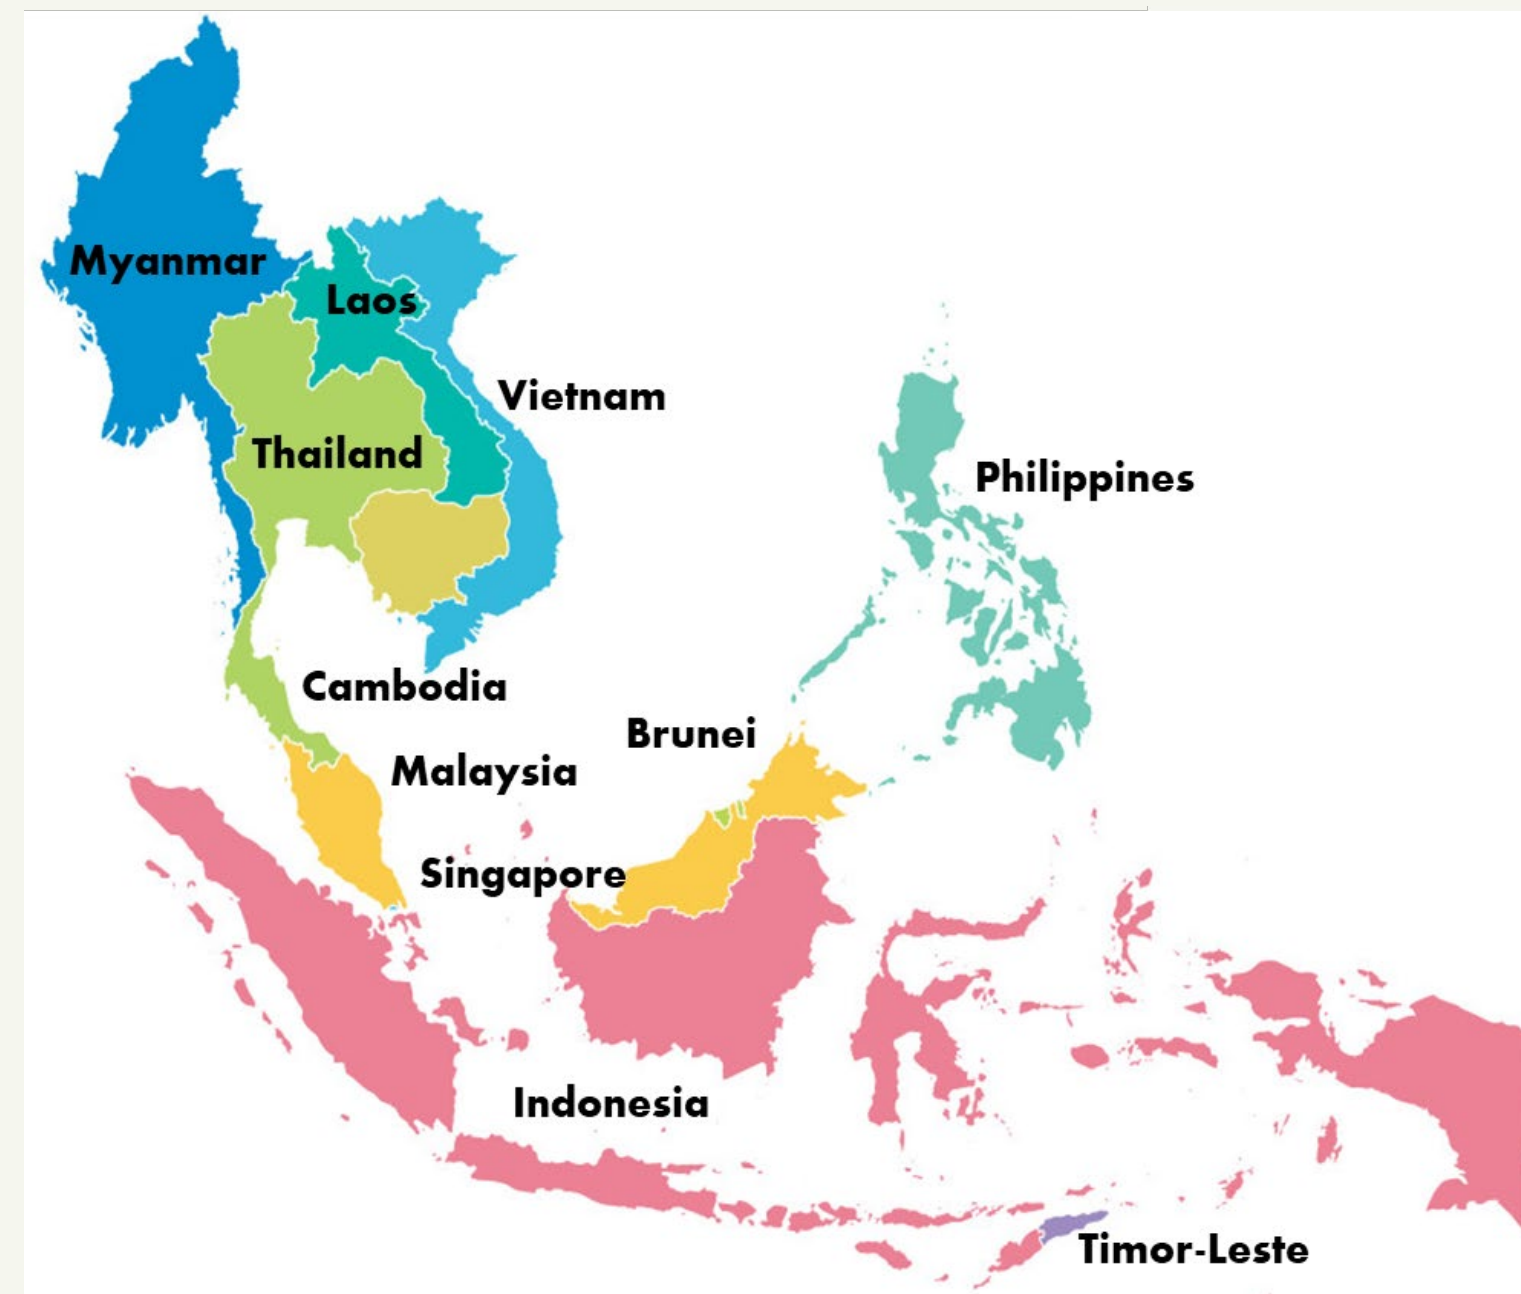 Myanmar
Laos
Vietnam
Thailand
Philippines
Cambodia
Brunei
Malaysia
Singapore
Indonesia
Timor-Leste